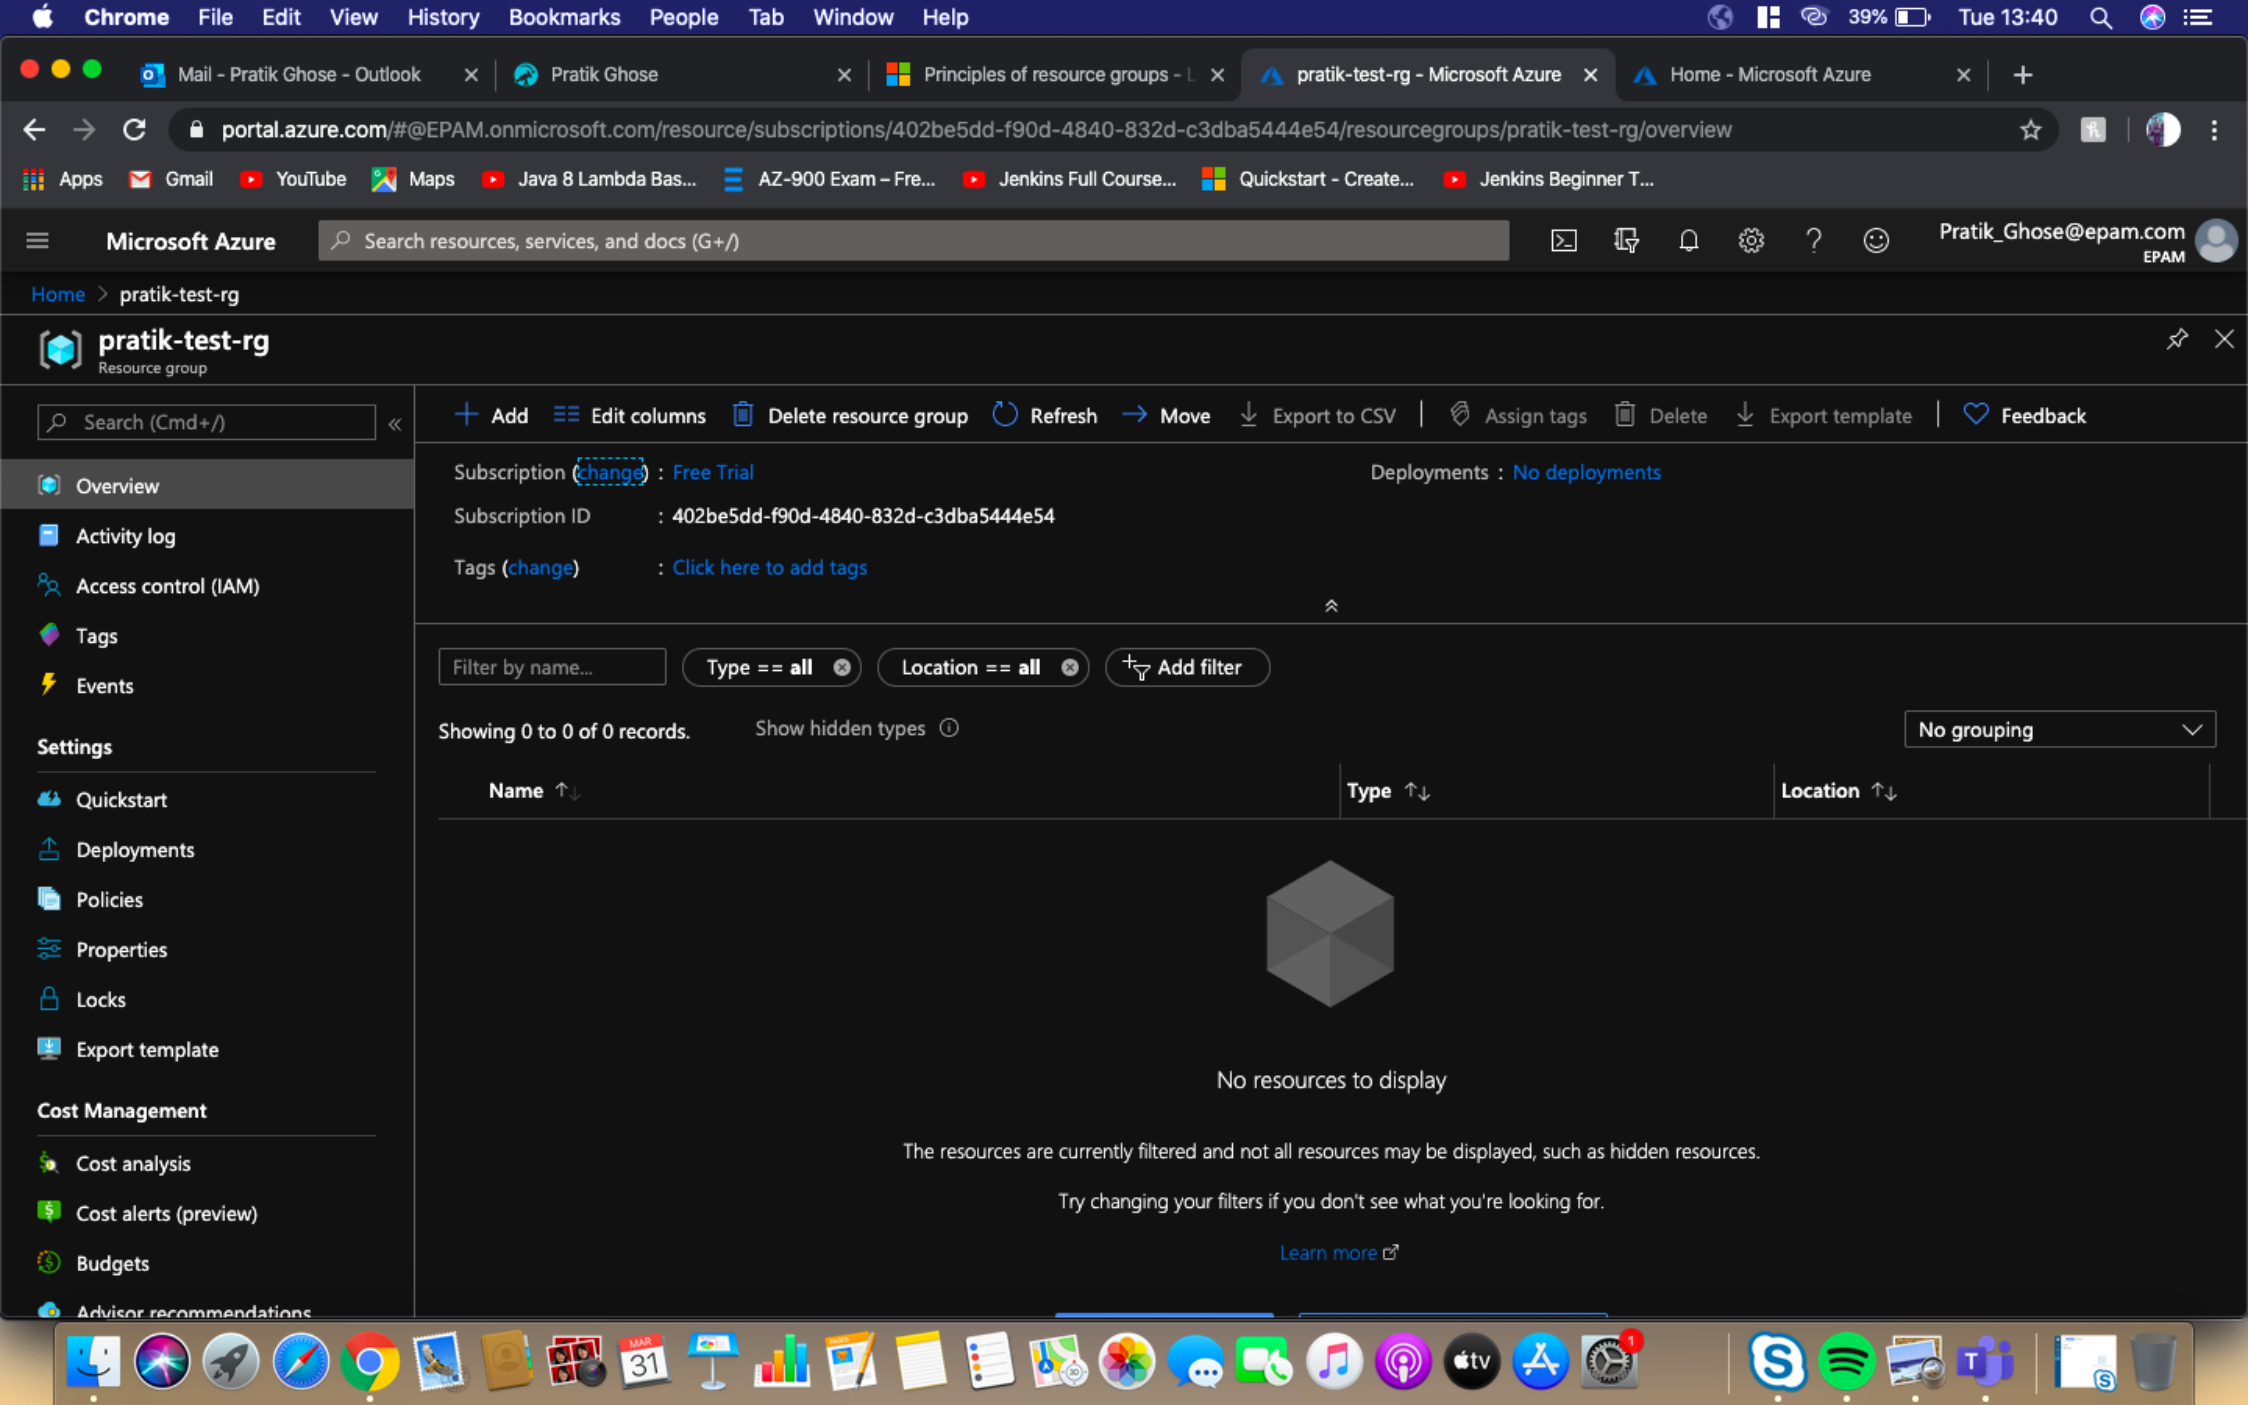 Chrome File Edit View History Bookmarks People Tab Window Help 39% Tue 13:40
Mail - Pratik Ghose - Outlook Pratik Ghose Principles of resource groups - L pratik-test-rg - Microsoft Azure Home - Microsoft Azure
portal.azure.com/#@EPAM.onmicrosoft.com/resource/subscriptions/402be5dd-f90d-4840-832d-c3dba5444e54/resourcegroups/pratik-test-rg/overview
Apps Gmail YouTube Maps Java 8 Lambda Bas... AZ-900 Exam – Fre... Jenkins Full Course... Quickstart - Create... Jenkins Beginner T...
Microsoft Azure Search resources, services, and docs (G+/) Pratik_Ghose@epam.com
EPAM
Home > pratik-test-rg
pratik-test-rg
Resource group
Search (Cmd+/) «
Add Edit columns Delete resource group Refresh Move Export to CSV Assign tags Delete Export template Feedback
Overview
Activity log
Access control (IAM)
Tags
Events
Settings
Quickstart
Deployments
Policies
Properties
Locks
Export template
Cost Management
Cost analysis
Cost alerts (preview)
Budgets
Advisor recommendations
Subscription (change) : Free Trial
Deployments : No deployments
Subscription ID : 402be5dd-f90d-4840-832d-c3dba5444e54
Tags (change) : Click here to add tags
Filter by name... Type == all Location == all Add filter
Showing 0 to 0 of 0 records. Show hidden types No grouping
Name Type Location
No resources to display
The resources are currently filtered and not all resources may be displayed, such as hidden resources.
Try changing your filters if you don't see what you're looking for.
Learn more
MAR
31
PAGES
3D
tv
1
S
T
S